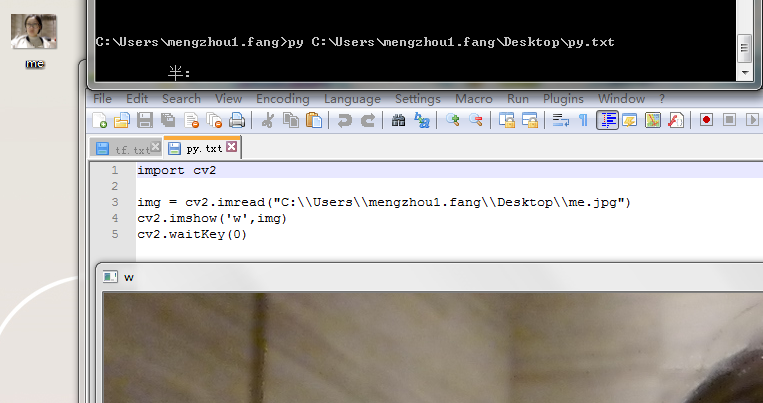 C:\Users\mengzhou1.fang>py C:\Users\mengzhou1.fang\Desktop\py.txt
半:
me
File Edit Search View Encoding Language Settings Macro Run Plugins Window ?
tf.txt py.txt
1 import cv2
2
3 img = cv2.imread("C:\\Users\\mengzhou1.fang\\Desktop\\me.jpg")
4 cv2.imshow('w',img)
5 cv2.waitKey(0)
w